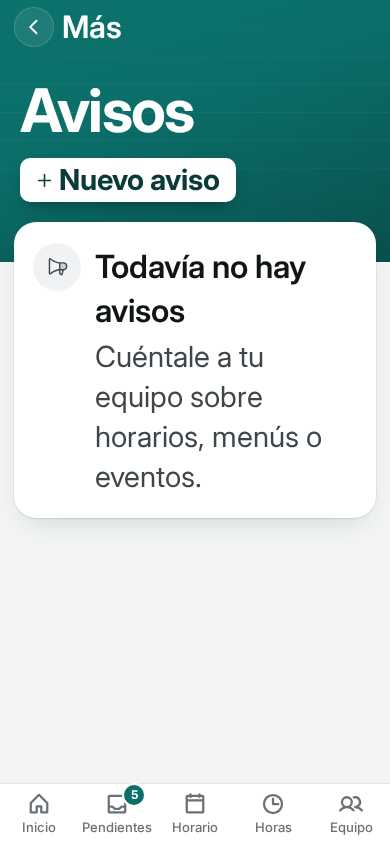 Más
Avisos
+ Nuevo aviso
Todavía no hay
avisos
Cuéntale a tu
equipo sobre
horarios, menús o
eventos.
5
Inicio
Pendientes
Horario
Horas
Equipo